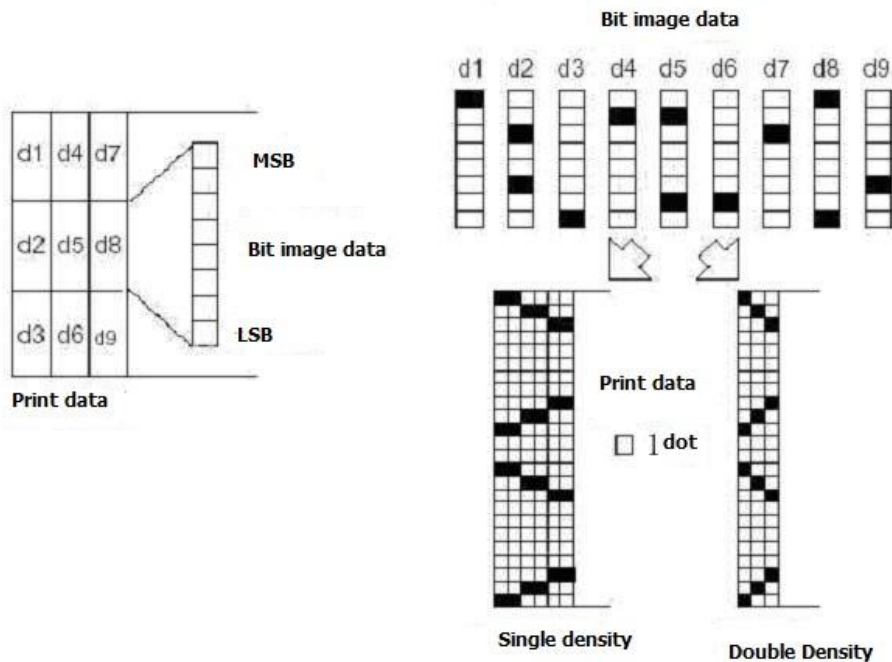 Bit image data
d1 d2 d3 d4 d5 d6 d7 d8 d9
d1 d4 d7
MSB
d2 d5 d8
Bit image data
d3 d6 d9
LSB
Print data
Print data
1 dot
Single density
Double Density